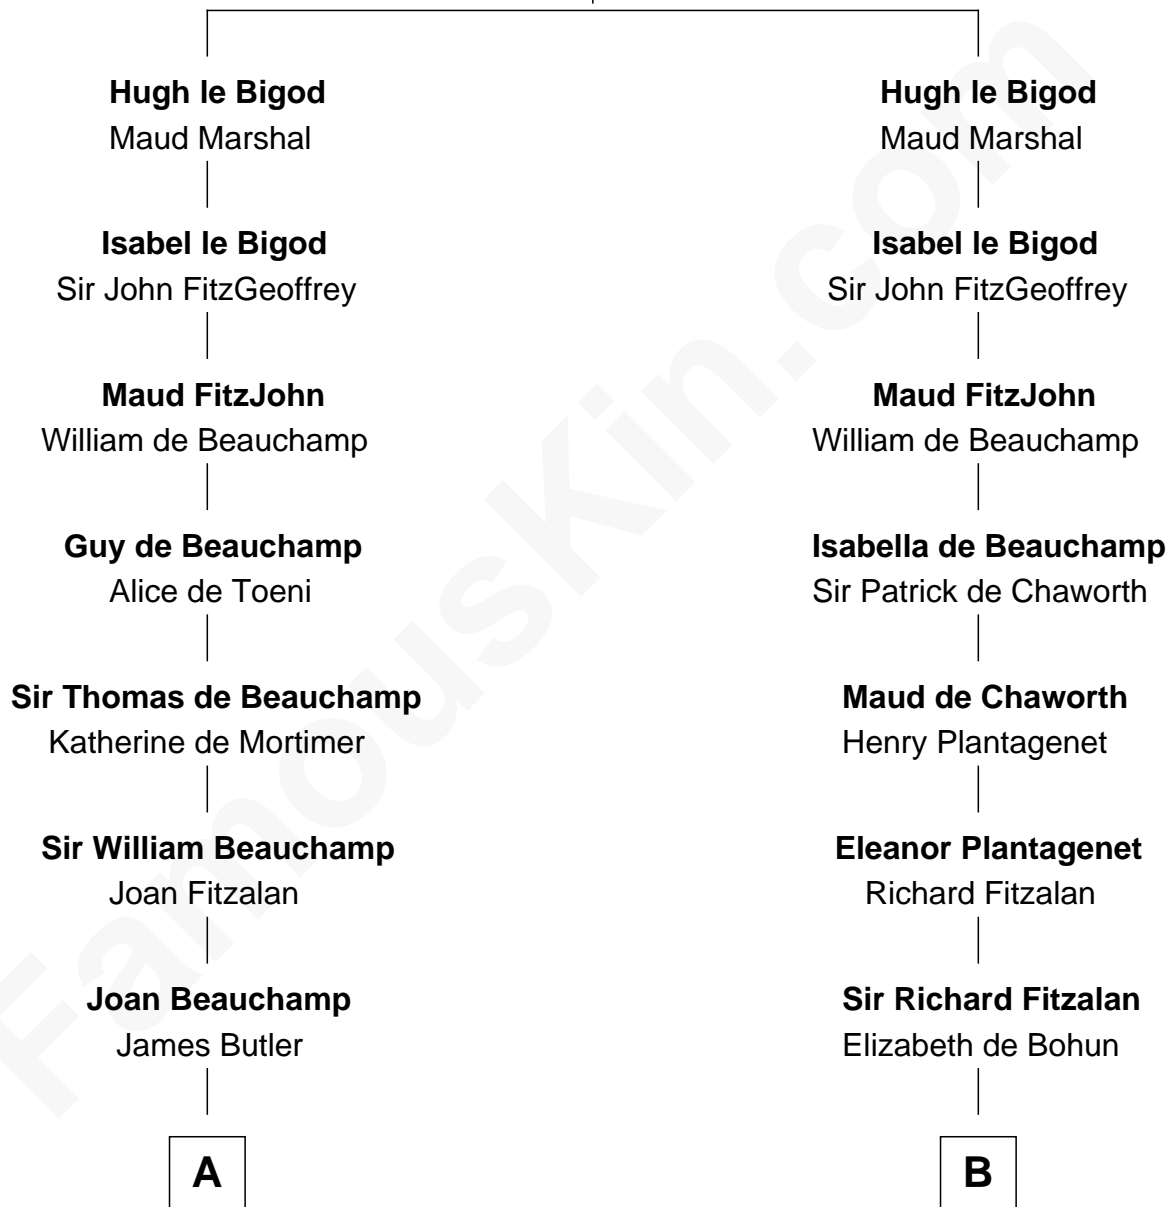 Hugh le Bigod
Maud Marshal
Isabel le Bigod
Sir John FitzGeoffrey
Maud FitzJohn
William de Beauchamp
Guy de Beauchamp
Alice de Toeni
Sir Thomas de Beauchamp
Katherine de Mortimer
Sir William Beauchamp
Joan Fitzalan
Joan Beauchamp
James Butler
A
Hugh le Bigod
Maud Marshal
Isabel le Bigod
Sir John FitzGeoffrey
Maud FitzJohn
William de Beauchamp
Isabella de Beauchamp
Sir Patrick de Chaworth
Maud de Chaworth
Henry Plantagenet
Eleanor Plantagenet
Richard Fitzalan
Sir Richard Fitzalan
Elizabeth de Bohun
B
FamousKin.com